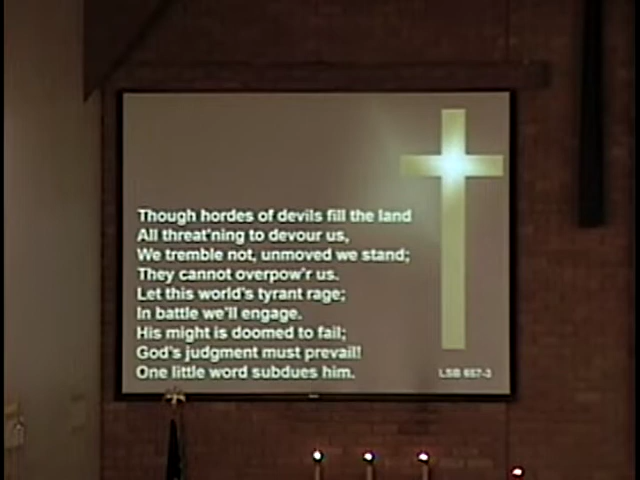 Though hordes of devils fill the land
All threat'ning to devour us,
We tremble not, unmoved we stand;
They cannot overpow'r us.
Let this world's tyrant rage;
In battle we'll engage.
His might is doomed to fail;
God's judgment must prevail!
One little word subdues him.
LSB 657-3